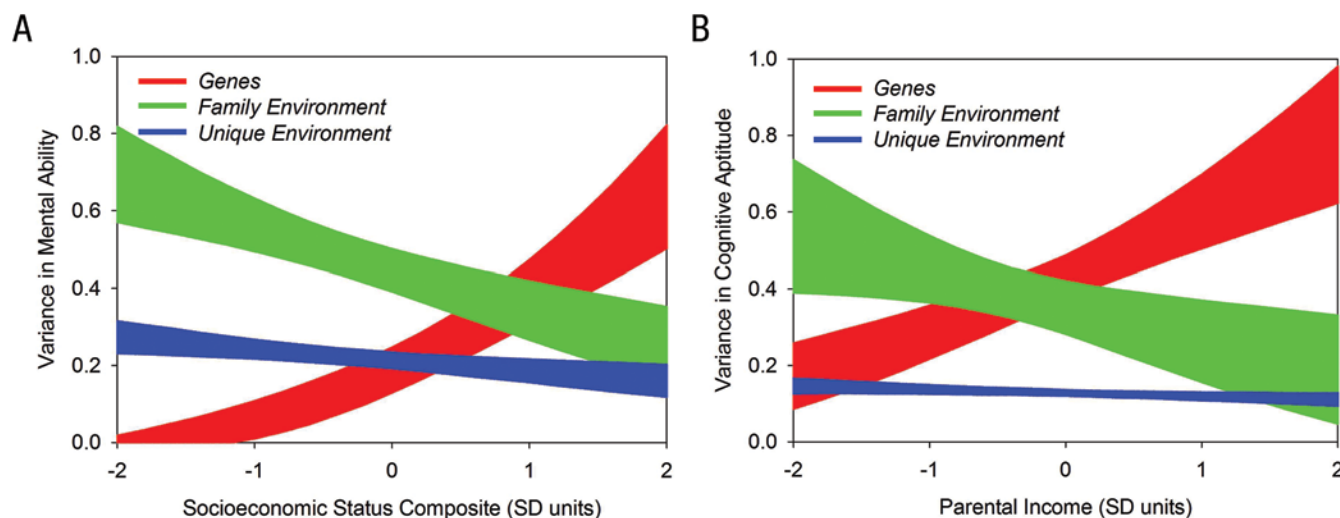 A
Variance in Mental Ability
1.0
0.8
0.6
0.4
0.2
0.0
Genes
Family Environment
Unique Environment
-2
-1
0
1
2
Socioeconomic Status Composite (SD units)
B
Variance in Cognitive Aptitude
1.0
0.8
0.6
0.4
0.2
0.0
Genes
Family Environment
Unique Environment
-2
-1
0
1
2
Parental Income (SD units)